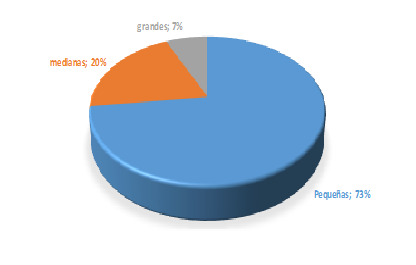 grandes; 7%
medianas; 20%
Pequeñas; 73%